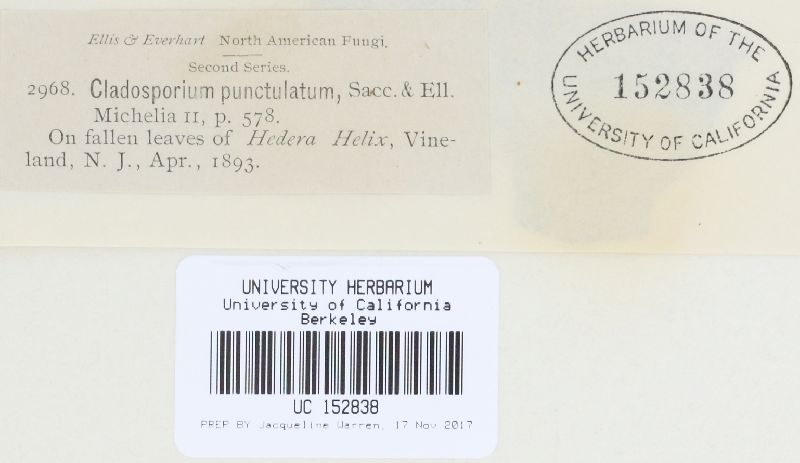 Ellis & Everhart North American Fungi.
Second Series.
2968. Cladosporium punctulatum, Sacc. & Ell.
Michelia II, p. 578.
On fallen leaves of Hedera Helix, Vine-
land, N. J., Apr., 1893.
HERBARIUM OF THE
152838
UNIVERSITY OF CALIFORNIA
UNIVERSITY HERBARIUM
University of California
Berkeley
UC 152838
PREP BY Jacqueline Warren, 17 Nov 2017